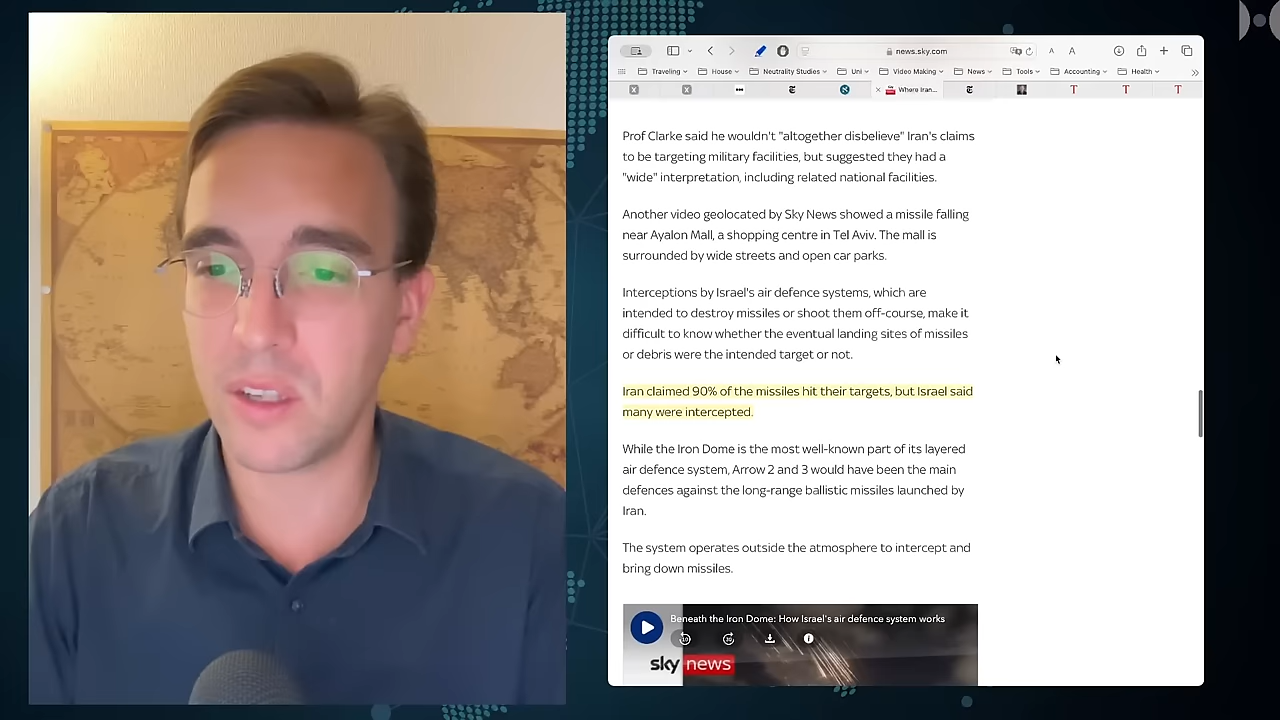 news.sky.com
A A
Traveling House Neutrality Studies Uni Video Making News Tools Accounting Health
Where Iran...
T T T
Prof Clarke said he wouldn't "altogether disbelieve" Iran's claims
to be targeting military facilities, but suggested they had a
"wide" interpretation, including related national facilities.
Another video geolocated by Sky News showed a missile falling
near Ayalon Mall, a shopping centre in Tel Aviv. The mall is
surrounded by wide streets and open car parks.
Interceptions by Israel's air defence systems, which are
intended to destroy missiles or shoot them off-course, make it
difficult to know whether the eventual landing sites of missiles
or debris were the intended target or not.
Iran claimed 90% of the missiles hit their targets, but Israel said
many were intercepted.
While the Iron Dome is the most well-known part of its layered
air defence system, Arrow 2 and 3 would have been the main
defences against the long-range ballistic missiles launched by
Iran.
The system operates outside the atmosphere to intercept and
bring down missiles.
Beneath the Iron Dome: How Israel's air defence system works
sky news